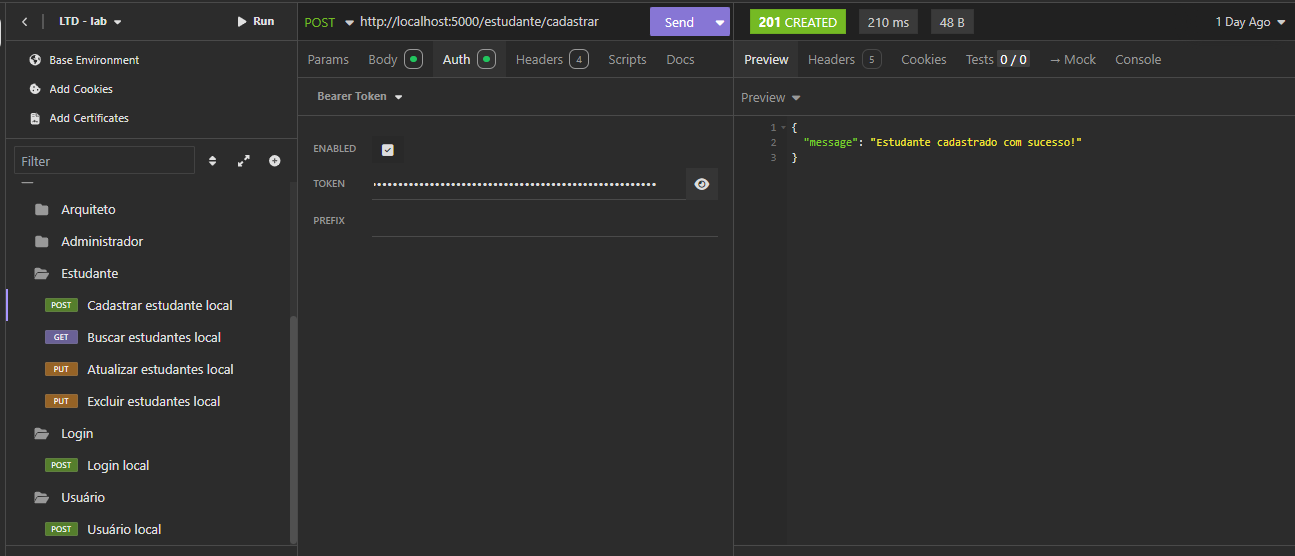 LTD - lab
Run
POST http://localhost:5000/estudante/cadastrar
Send
201 CREATED
210 ms
48 B
1 Day Ago
Base Environment
Add Cookies
Add Certificates
Filter
Arquiteto
Administrador
Estudante
POST Cadastrar estudante local
GET Buscar estudantes local
PUT Atualizar estudantes local
PUT Excluir estudantes local
Login
POST Login local
Usuário
POST Usuário local
Params Body Auth Headers 4 Scripts Docs
Bearer Token
ENABLED
TOKEN ••••••••••••••••••••••••••••••••••••••••••••••••••••••••
PREFIX
Preview Headers 5 Cookies Tests 0 / 0 → Mock Console
Preview
1 {
2 "message": "Estudante cadastrado com sucesso!"
3 }